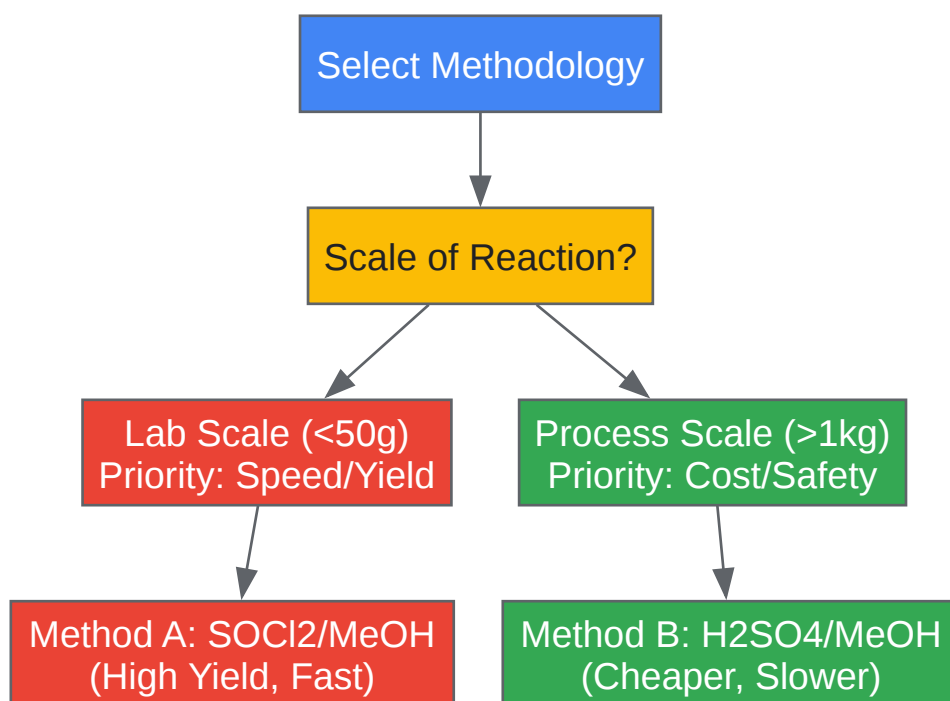 Select Methodology
Scale of Reaction?
Lab Scale (<50g)
Priority: Speed/Yield
Process Scale (>1kg)
Priority: Cost/Safety
Method A: SOCl2/MeOH
(High Yield, Fast)
Method B: H2SO4/MeOH
(Cheaper, Slower)